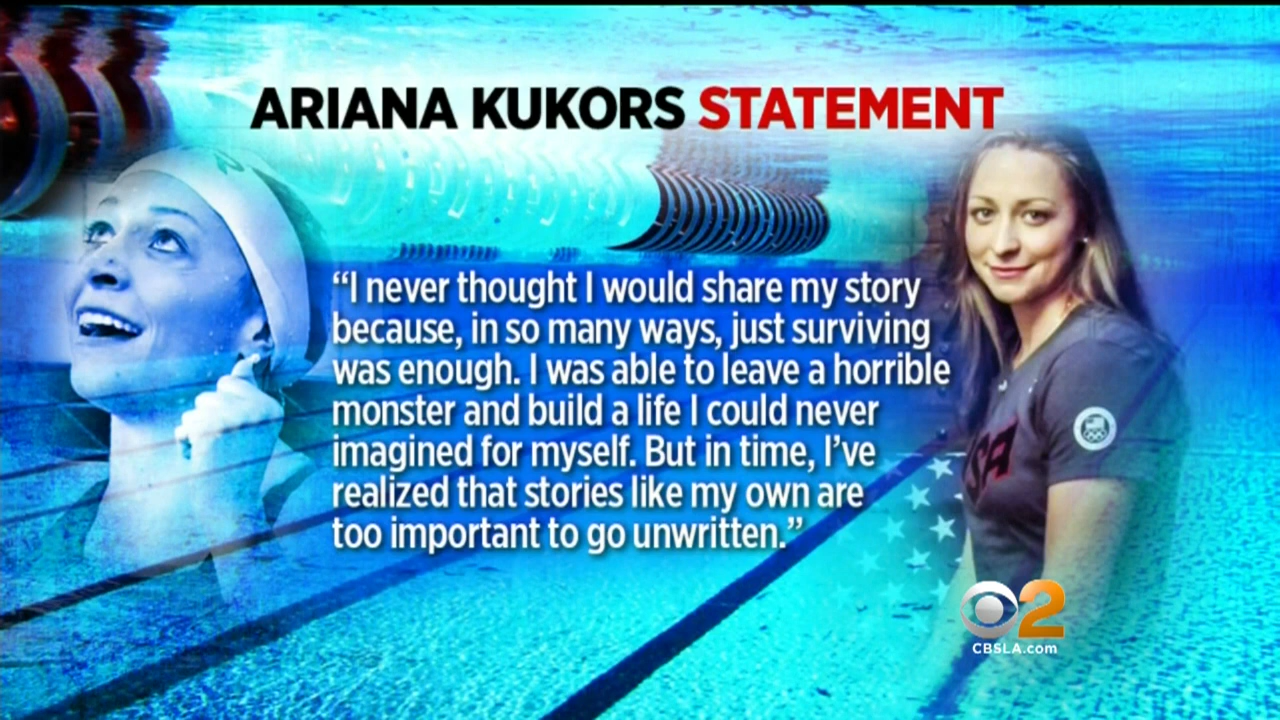 ARIANA KUKORS STATEMENT
“I never thought I would share my story
because, in so many ways, just surviving
was enough. I was able to leave a horrible
monster and build a life I could never
imagined for myself. But in time, I’ve
realized that stories like my own are
too important to go unwritten.”
USA
2
CBSLA.com